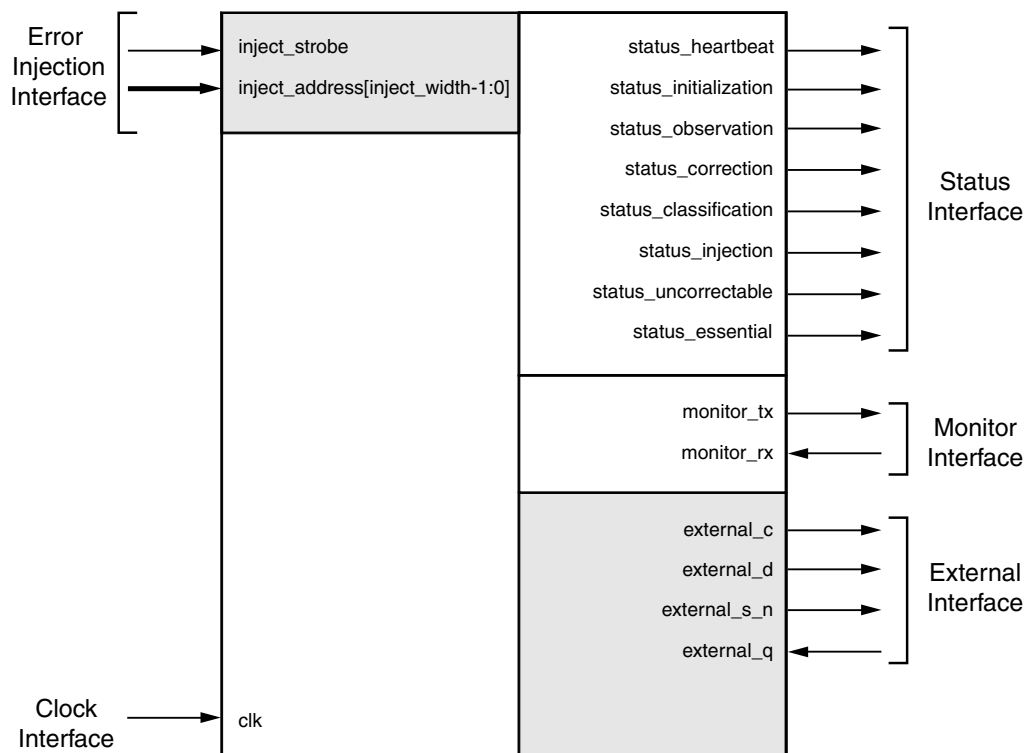 Error
Injection
Interface
inject_strobe
inject_address[inject_width-1:0]
status_heartbeat
status_initialization
status_observation
status_correction
status_classification
status_injection
status_uncorrectable
status_essential
Status
Interface
monitor_tx
monitor_rx
Monitor
Interface
external_c
external_d
external_s_n
external_q
External
Interface
Clock
Interface
clk